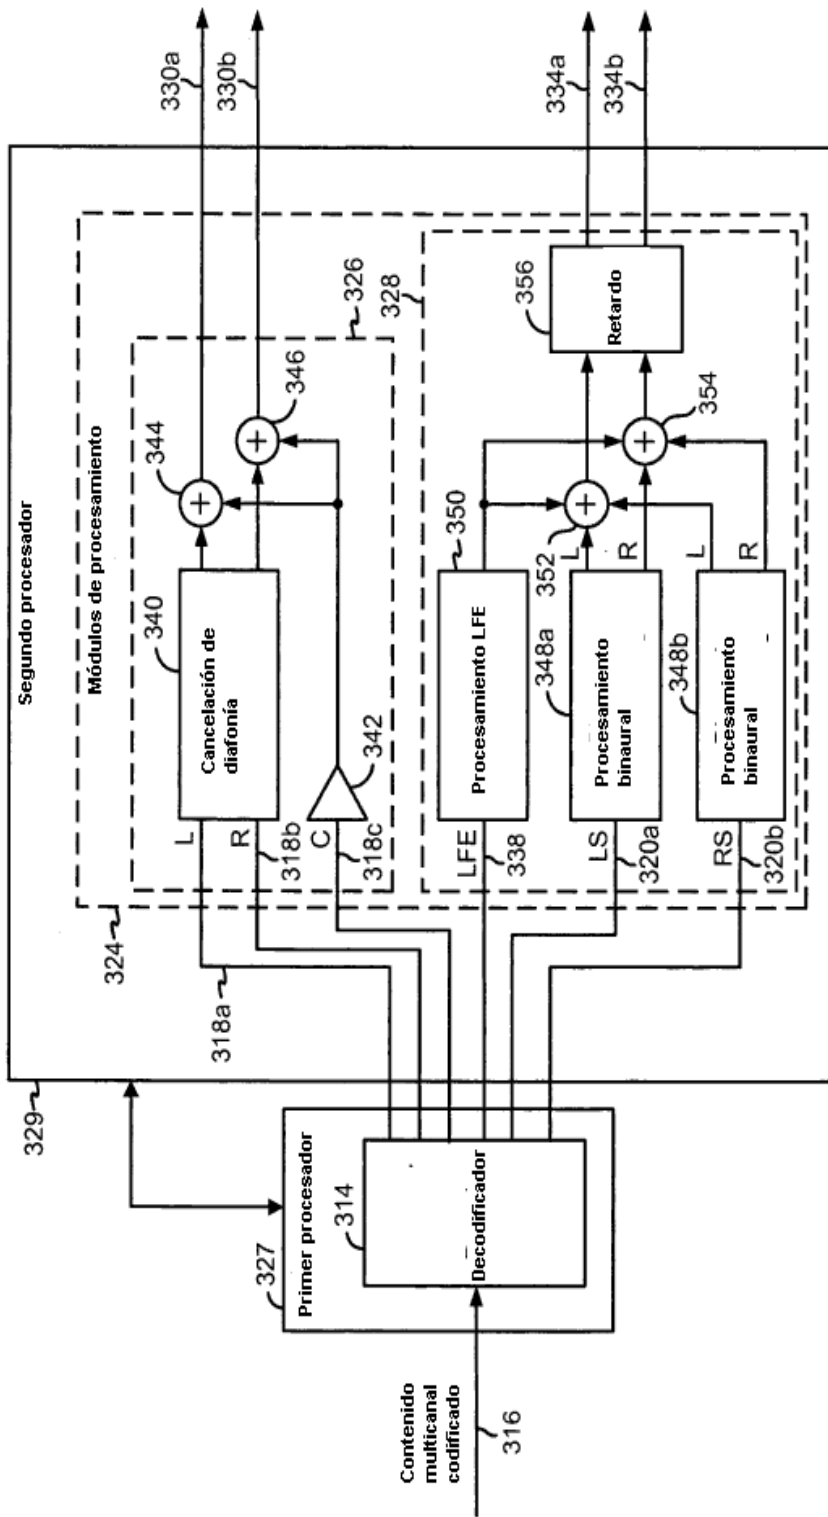 Segundo procesador
329
Módulos de procesamiento
324
330a
330b
344
346
326
340
Cancelación de
diafonía
L
R
318a
318b
C
318c
342
334a
334b
328
356
Retardo
354
350
352
Procesamiento LFE
LFE
338
L
R
348a
Procesamiento
binaural
LS
320a
L
R
348b
Procesamiento
binaural
RS
320b
Primer procesador
327
314
Decodificador
Contenido
multicanal
codificado
316